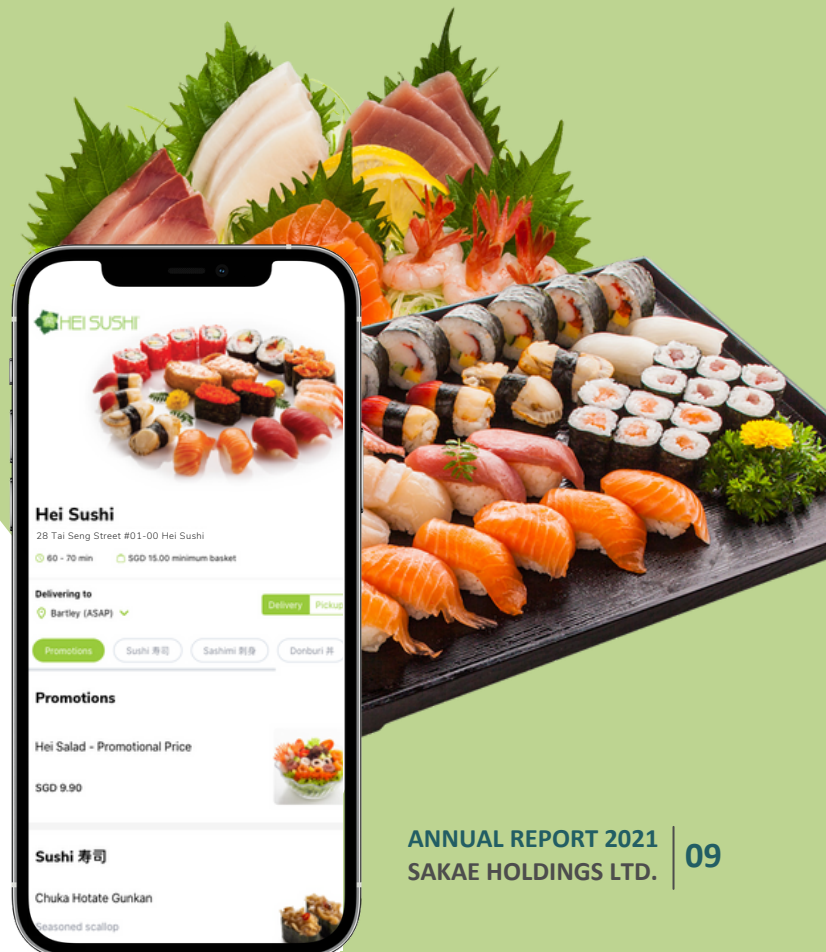 HEI SUSHI
Hei Sushi
28 Tai Seng Street #01-00 Hei Sushi
60 - 70 min
SGD 15.00 minimum basket
Delivering to
Bartley (ASAP)
Delivery
Pickup
Promotions
Sushi 寿司
Sashimi 刺身
Donburi 丼
Promotions
Hei Salad - Promotional Price
SGD 9.90
Sushi 寿司
Chuka Hotate Gunkan
Seasoned scallop
ANNUAL REPORT 2021
SAKAE HOLDINGS LTD.
09